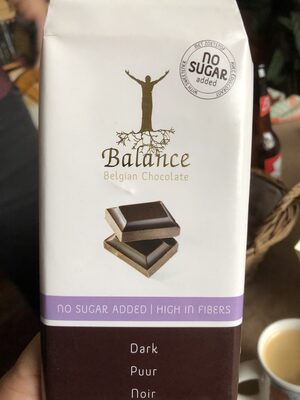 NO
SUGAR
added
Balance
Belgian Chocolate
NO SUGAR ADDED | HIGH IN FIBERS
Dark
Puur
Noir